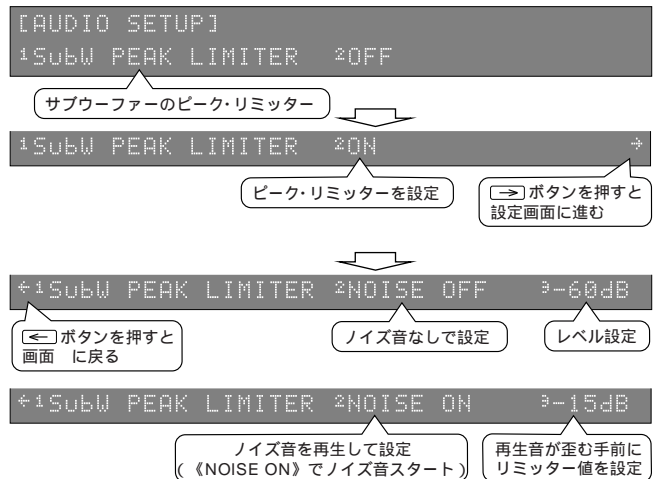 [AUDIO SETUP]
¹SubW PEAK LIMITER ²OFF
サブウーファーのピーク・リミッター
¹SubW PEAK LIMITER ²ON →
ピーク・リミッターを設定
→ ボタンを押すと
設定画面に進む
←¹SubW PEAK LIMITER ²NOISE OFF ³-60dB
← ボタンを押すと
画面 に戻る
ノイズ音なしで設定
レベル設定
←¹SubW PEAK LIMITER ²NOISE ON ³-15dB
ノイズ音を再生して設定
(《NOISE ON》でノイズ音スタート)
再生音が歪む手前に
リミッター値を設定